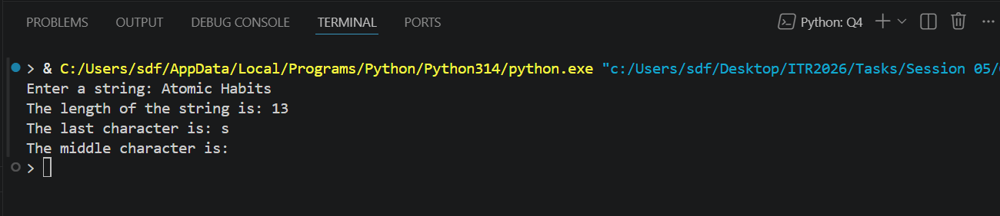 PROBLEMS OUTPUT DEBUG CONSOLE TERMINAL PORTS Python: Q4
> & C:/Users/sdf/AppData/Local/Programs/Python/Python314/python.exe "c:/Users/sdf/Desktop/ITR2026/Tasks/Session 05/
Enter a string: Atomic Habits
The length of the string is: 13
The last character is: s
The middle character is:
>